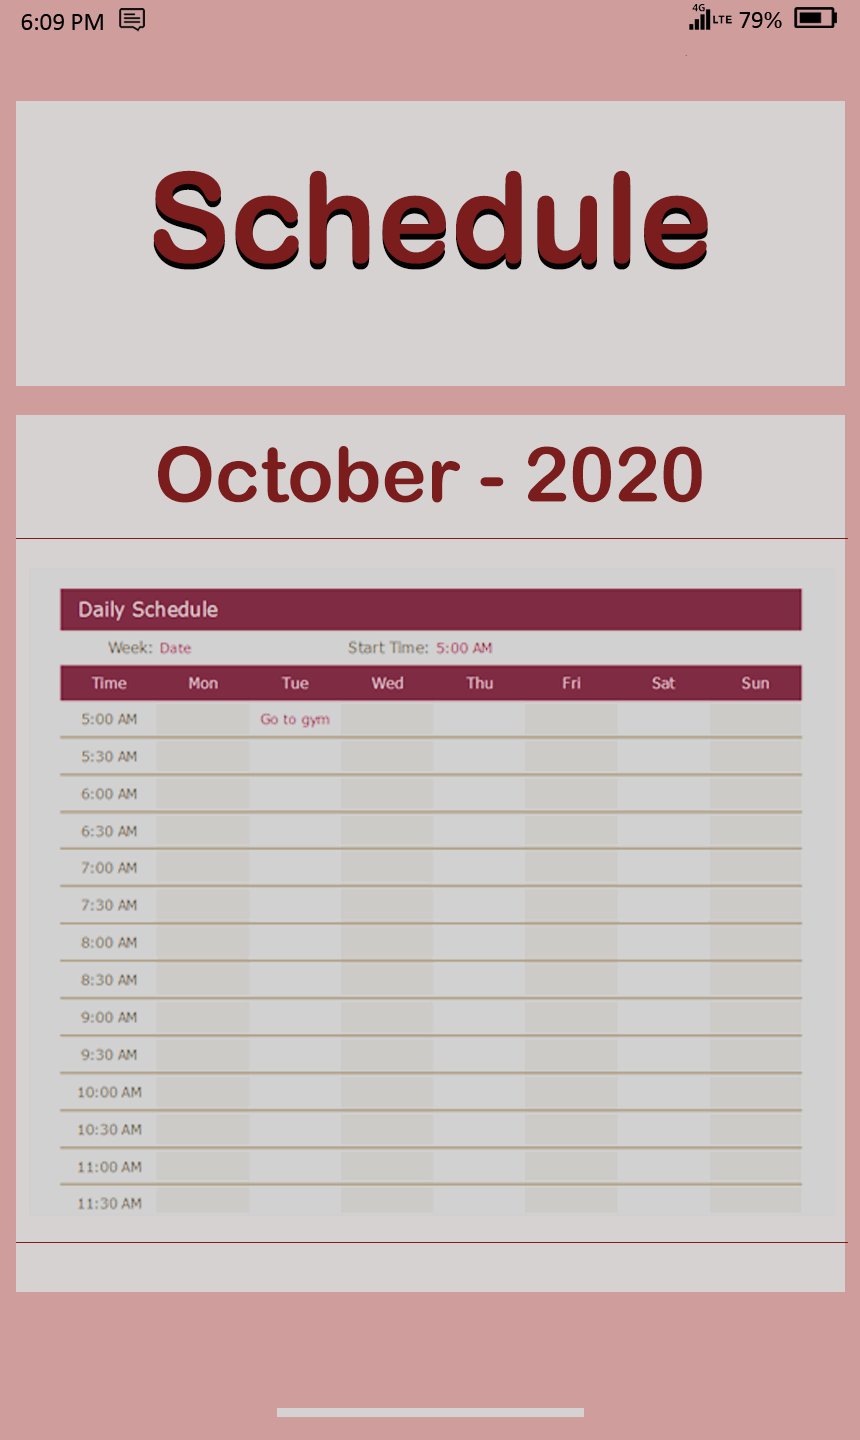 6:09 PM 4G LTE 79%
Schedule
October - 2020
Daily Schedule
Week: Date Start Time: 5:00 AM
Time Mon Tue Wed Thu Fri Sat Sun
5:00 AM Go to gym
5:30 AM
6:00 AM
6:30 AM
7:00 AM
7:30 AM
8:00 AM
8:30 AM
9:00 AM
9:30 AM
10:00 AM
10:30 AM
11:00 AM
11:30 AM